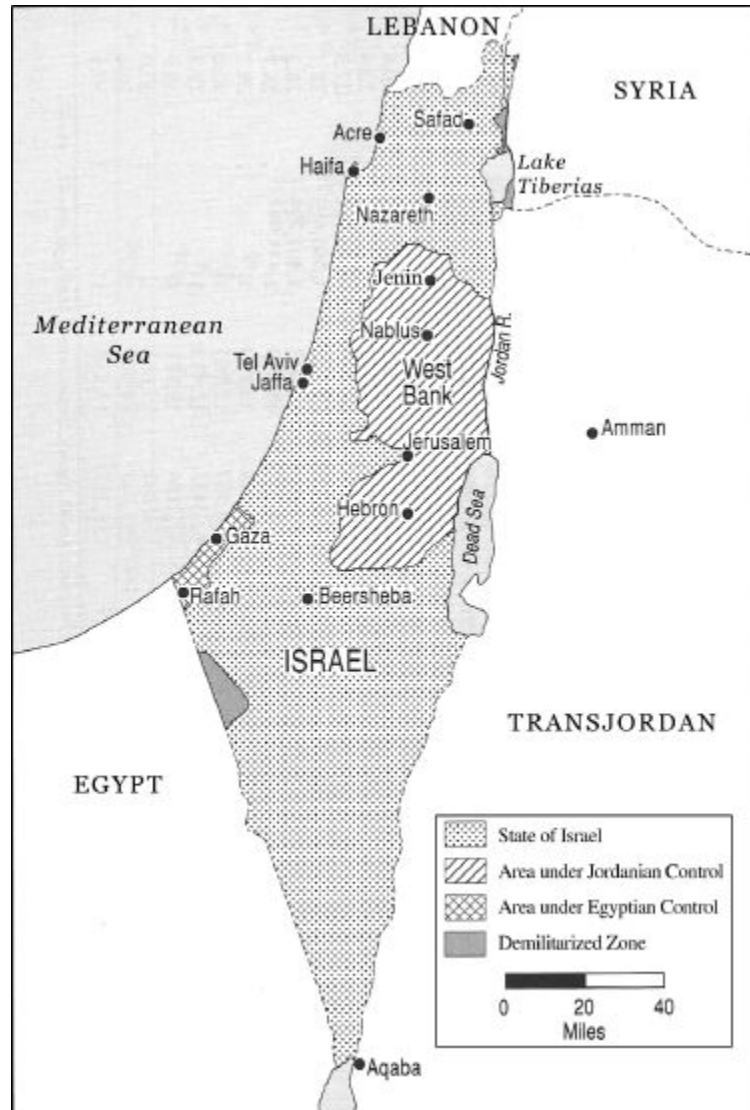 LEBANON
SYRIA
Safad
Acre
Lake
Tiberias
Haifa
Nazareth
Jenin
Mediterranean
Sea
Nablus
Jordan R.
Tel Aviv
Jaffa
West
Bank
Amman
Jerusalem
Hebron
Dead Sea
Gaza
Rafah
Beersheba
ISRAEL
TRANSJORDAN
EGYPT
State of Israel
Area under Jordanian Control
Area under Egyptian Control
Demilitarized Zone
0 20 40
Miles
Aqaba